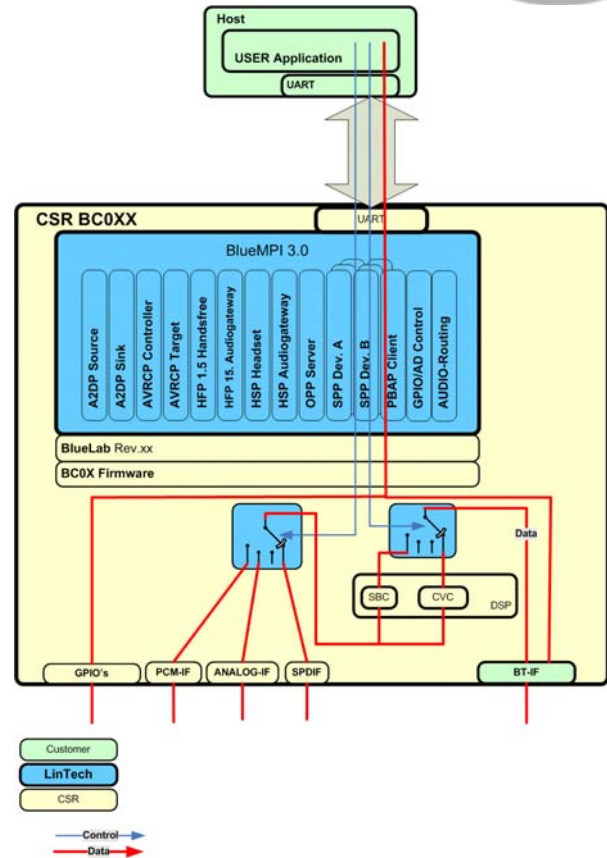 Host
USER Application
UART
CSR BC0XX
UART
BlueMPI 3.0
A2DP Source
A2DP Sink
AVRCP Controller
AVRCP Target
HFP 1.5 Handsfree
HFP 15. Audiogateway
HSP Headset
HSP Audiogateway
OPP Server
SPP Dev. A
SPP Dev. B
PBAP Client
GPIO/AD Control
AUDIO-Routing
BlueLab Rev.xx
BC0X Firmware
Data
SBC
CVC
DSP
GPIO's
PCM-IF
ANALOG-IF
SPDIF
BT-IF
Customer
LinTech
CSR
Control
Data